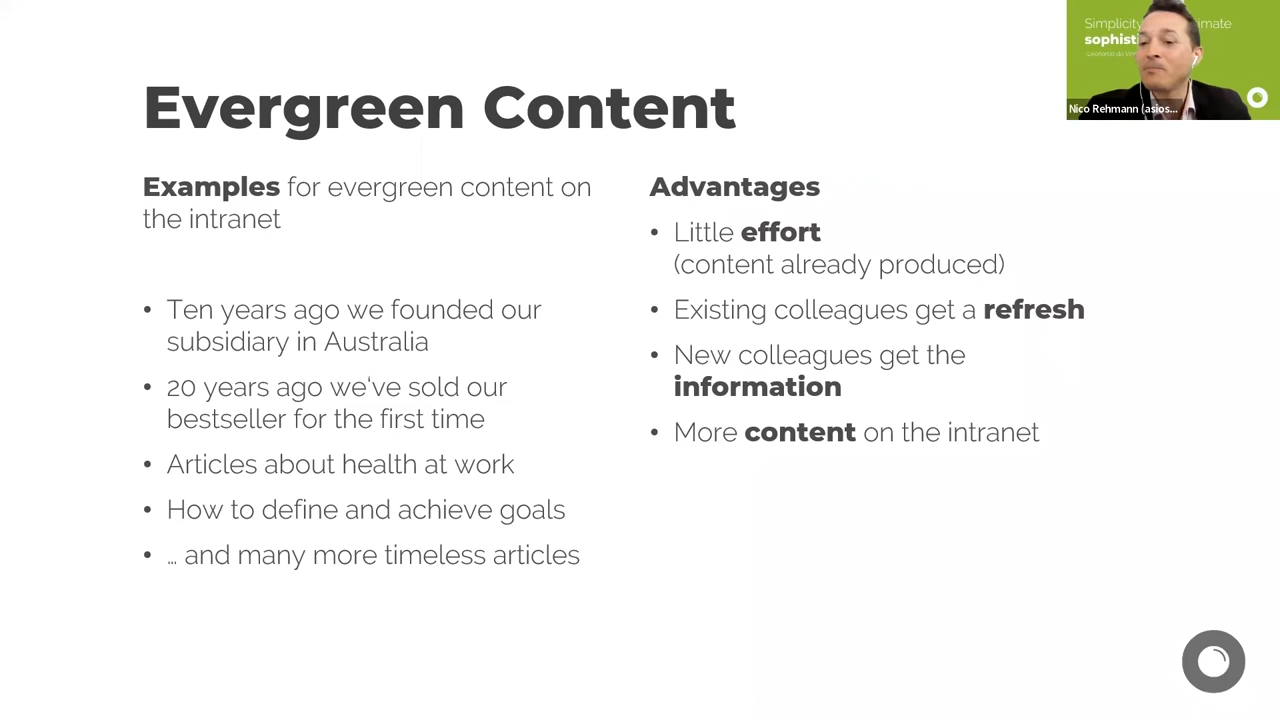 Evergreen Content
Examples for evergreen content on
the intranet
• Ten years ago we founded our
subsidiary in Australia
• 20 years ago we‘ve sold our
bestseller for the first time
• Articles about health at work
• How to define and achieve goals
• … and many more timeless articles
Advantages
• Little effort
(content already produced)
• Existing colleagues get a refresh
• New colleagues get the
information
• More content on the intranet
Simplicity
sophisti
Nico Rehmann (asios...